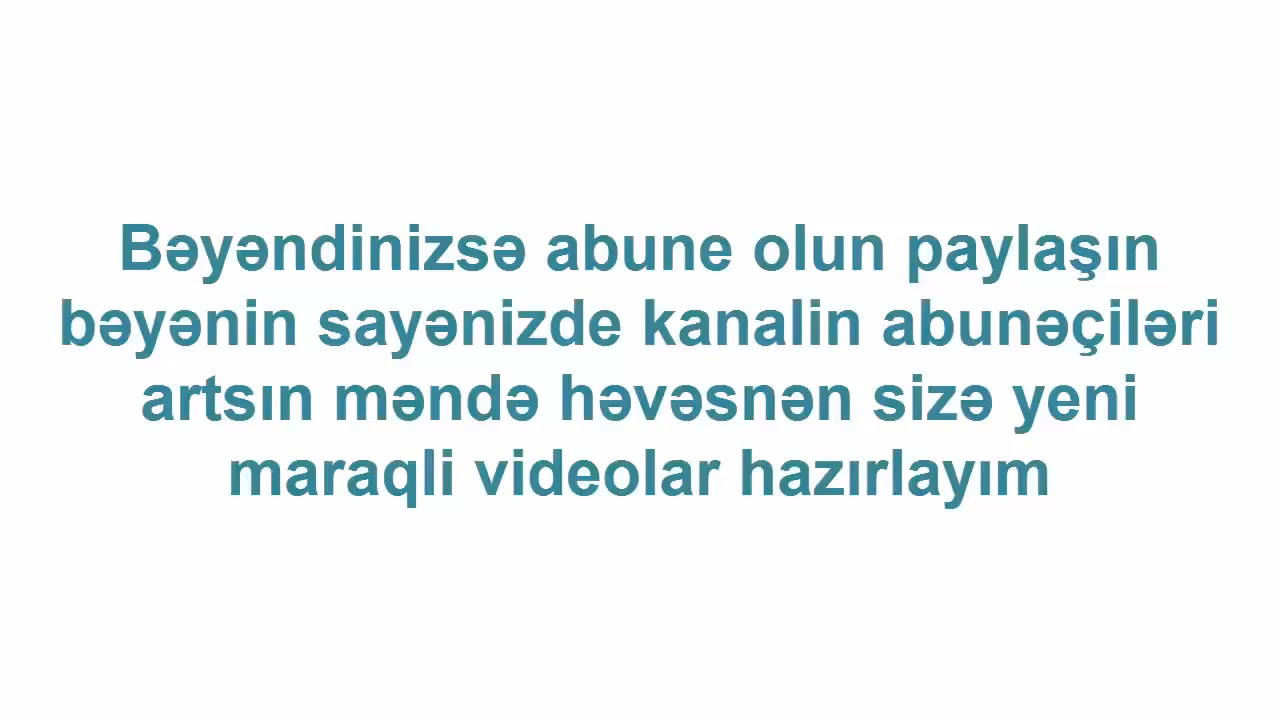 Bəyəndinizsə abune olun paylaşın
bəyənin sayənizde kanalin abunəçiləri
artsın məndə həvəsnən sizə yeni
maraqli videolar hazırlayım